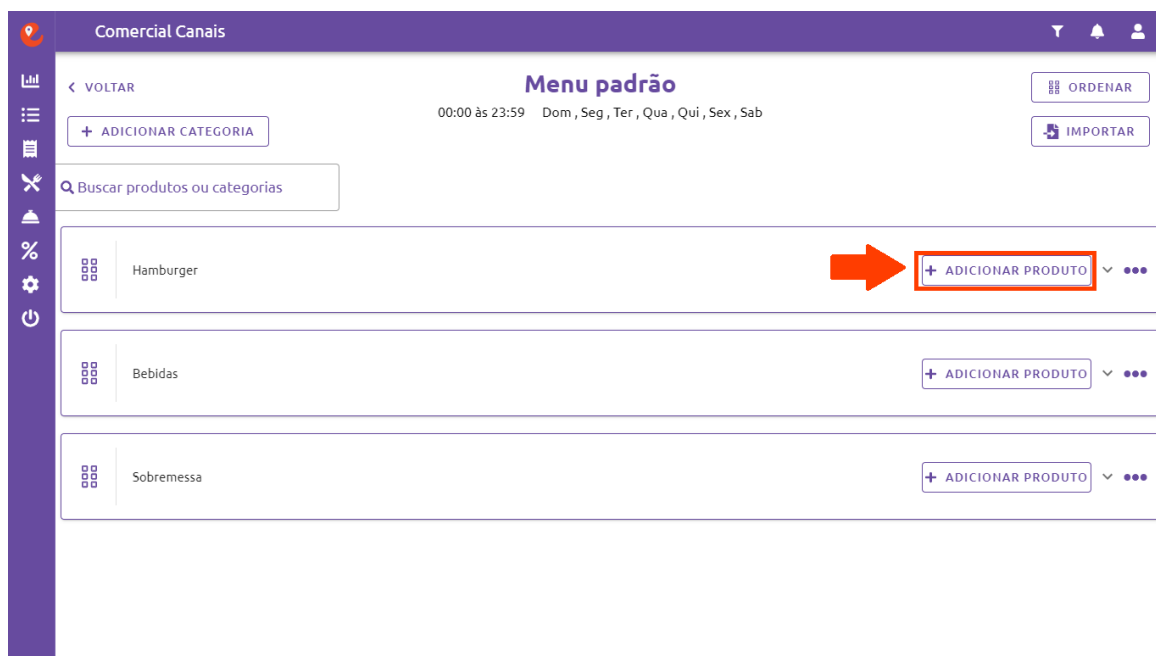 Comercial Canais
VOLTAR
Menu padrão
ORDENAR
00:00 às 23:59 Dom , Seg , Ter , Qua , Qui , Sex , Sab
+ ADICIONAR CATEGORIA
IMPORTAR
Buscar produtos ou categorias
Hamburger
+ ADICIONAR PRODUTO
Bebidas
+ ADICIONAR PRODUTO
Sobremessa
+ ADICIONAR PRODUTO